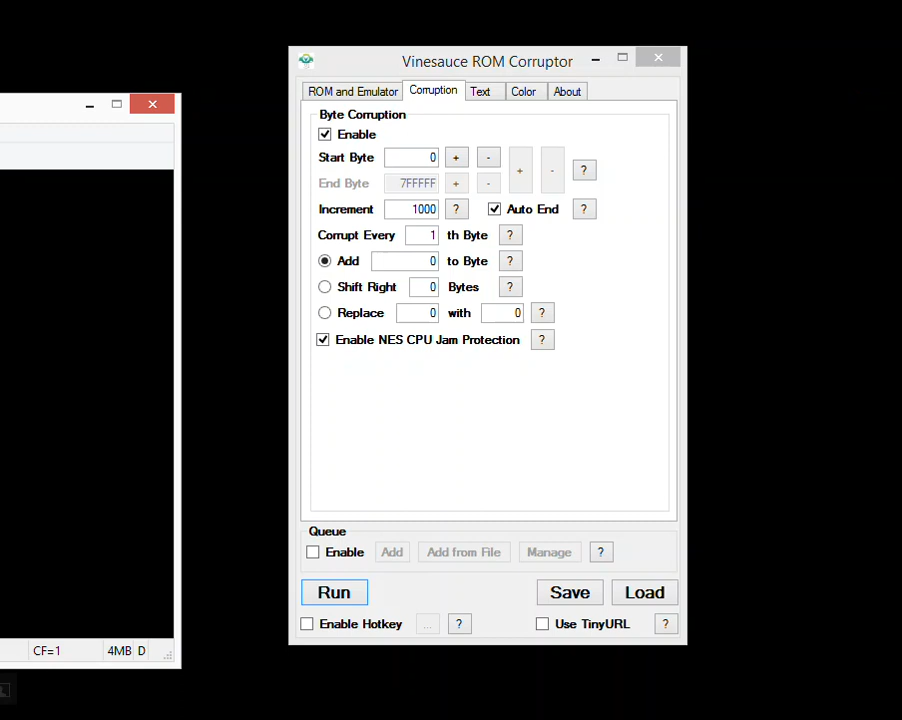 Vinesauce ROM Corruptor
ROM and Emulator Corruption Text Color About
Byte Corruption
Enable
Start Byte 0 + - + - ?
End Byte 7FFFFF + -
Increment 1000 ? Auto End ?
Corrupt Every 1 th Byte ?
Add 0 to Byte ?
Shift Right 0 Bytes ?
Replace 0 with 0 ?
Enable NES CPU Jam Protection ?
Queue
Enable Add Add from File Manage ?
Run Save Load
Enable Hotkey ... ? Use TinyURL ?
CF=1 4MB D